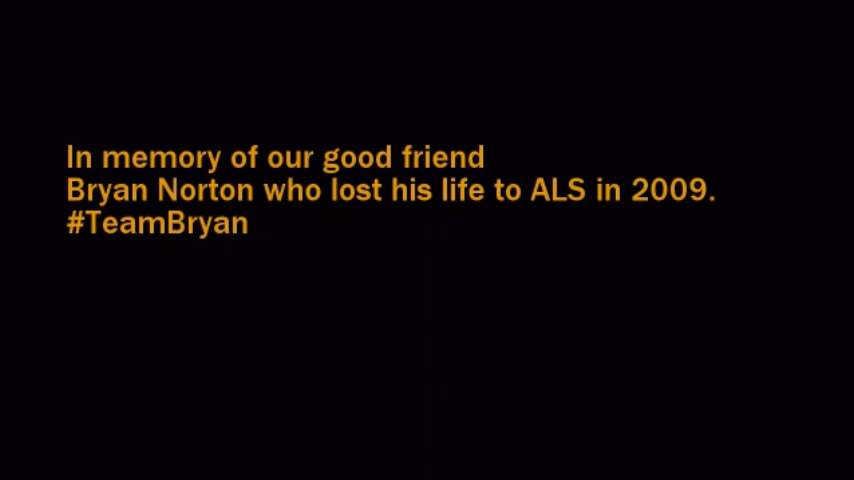 In memory of our good friend
Bryan Norton who lost his life to ALS in 2009.
#TeamBryan